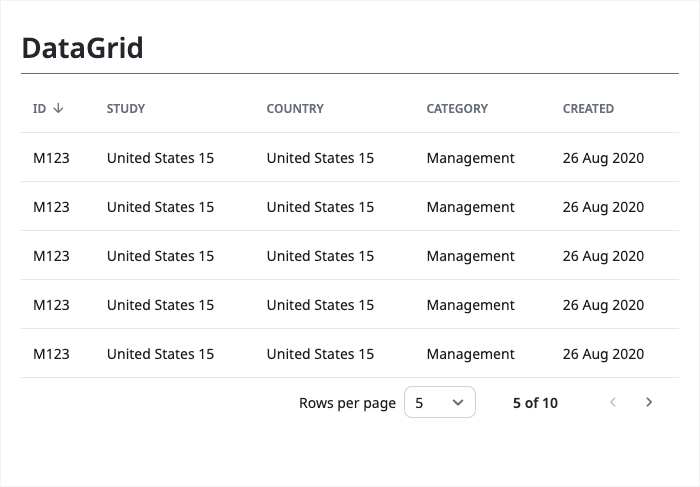 DataGrid
ID STUDY COUNTRY CATEGORY CREATED
M123 United States 15 United States 15 Management 26 Aug 2020
M123 United States 15 United States 15 Management 26 Aug 2020
M123 United States 15 United States 15 Management 26 Aug 2020
M123 United States 15 United States 15 Management 26 Aug 2020
M123 United States 15 United States 15 Management 26 Aug 2020
Rows per page 5 5 of 10